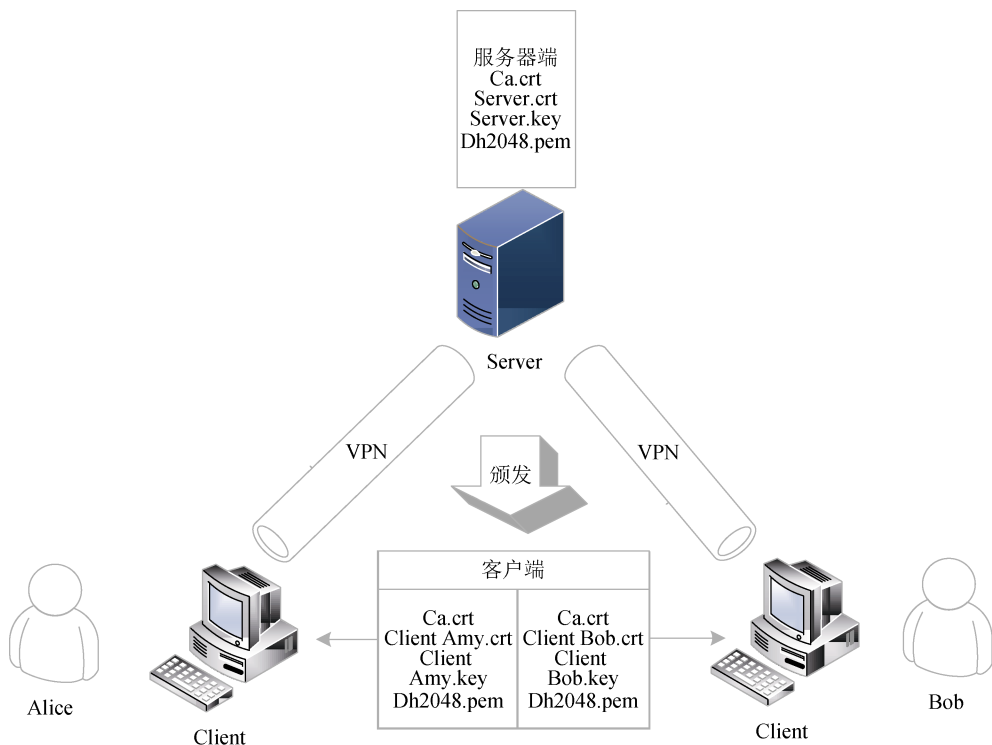 服务器端
Ca.crt
Server.crt
Server.key
Dh2048.pem
Server
VPN
VPN
颁发
客户端
Ca.crt
Client Amy.crt
Client
Amy.key
Dh2048.pem
Ca.crt
Client Bob.crt
Client
Bob.key
Dh2048.pem
Alice
Client
Client
Bob